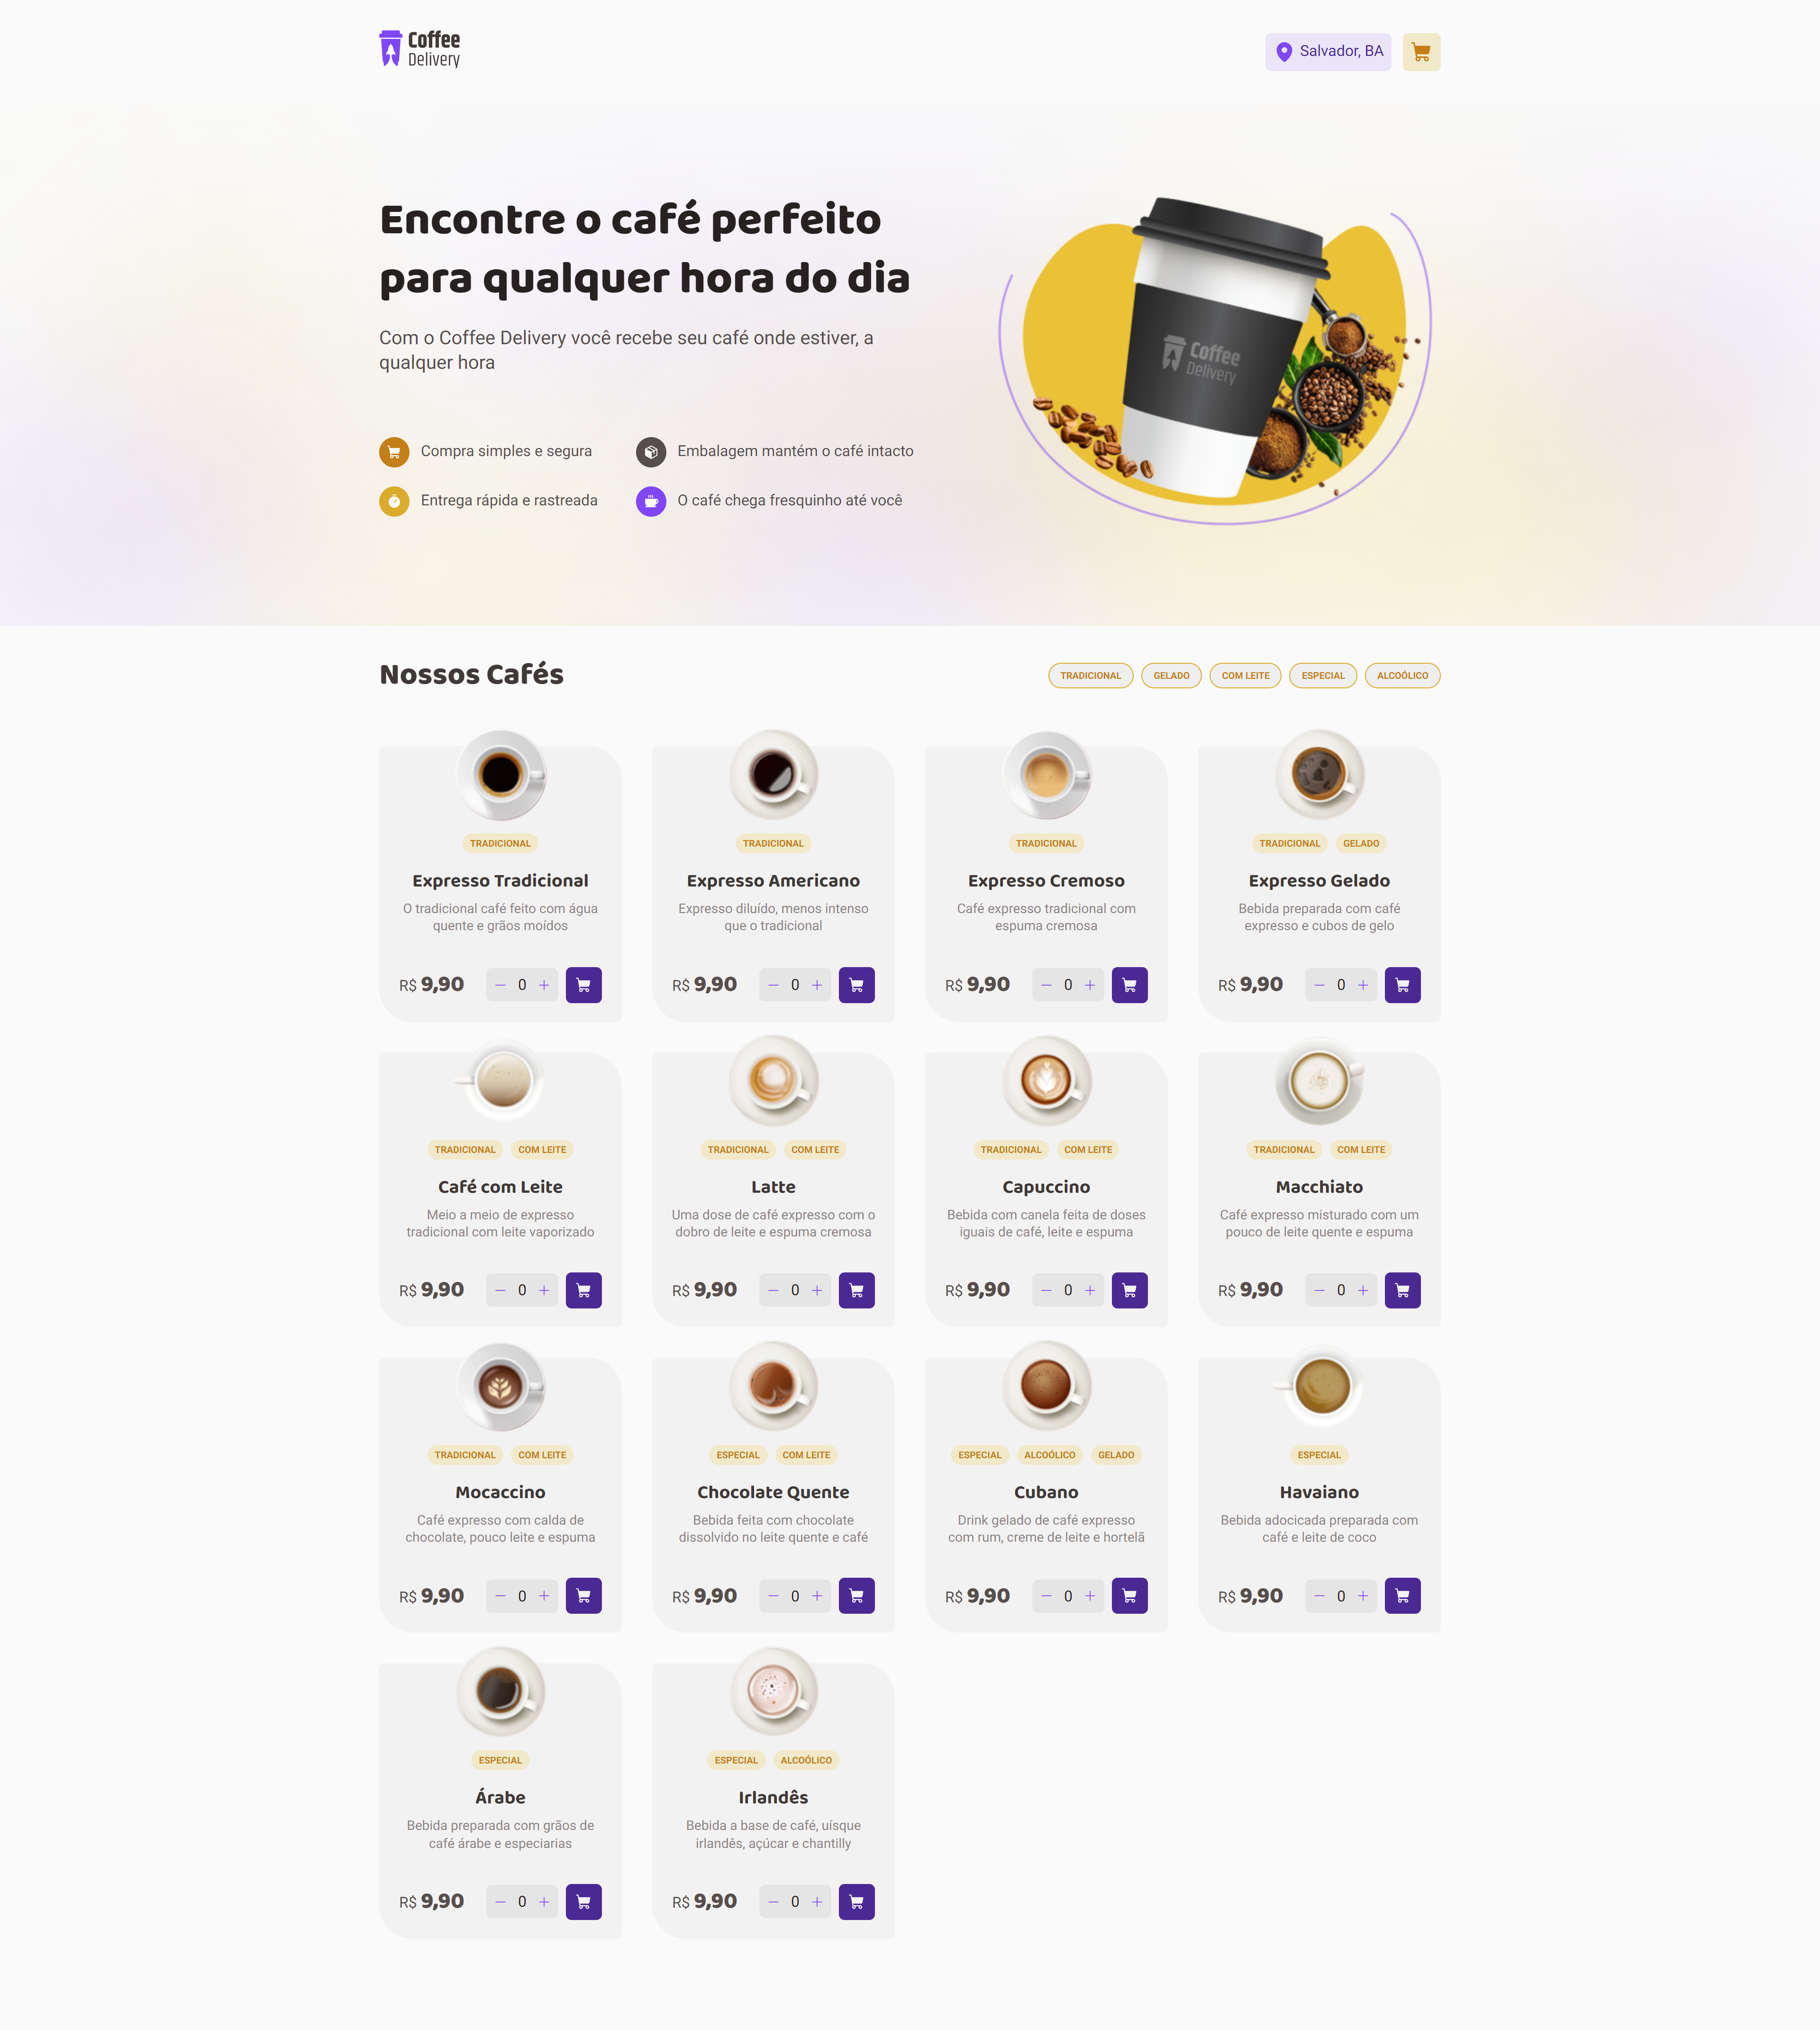 Coffee
Delivery
Salvador, BA
Encontre o café perfeito
para qualquer hora do dia
Com o Coffee Delivery você recebe seu café onde estiver, a
qualquer hora
Compra simples e segura
Embalagem mantém o café intacto
Entrega rápida e rastreada
O café chega fresquinho até você
Coffee
Delivery
Nossos Cafés
TRADICIONAL
GELADO
COM LEITE
ESPECIAL
ALCOÓLICO
TRADICIONAL
Expresso Tradicional
O tradicional café feito com água
quente e grãos moídos
R$ 9,90
0
TRADICIONAL
Expresso Americano
Expresso diluído, menos intenso
que o tradicional
R$ 9,90
0
TRADICIONAL
Expresso Cremoso
Café expresso tradicional com
espuma cremosa
R$ 9,90
0
TRADICIONAL GELADO
Expresso Gelado
Bebida preparada com café
expresso e cubos de gelo
R$ 9,90
0
TRADICIONAL COM LEITE
Café com Leite
Meio a meio de expresso
tradicional com leite vaporizado
R$ 9,90
0
TRADICIONAL COM LEITE
Latte
Uma dose de café expresso com o
dobro de leite e espuma cremosa
R$ 9,90
0
TRADICIONAL COM LEITE
Capuccino
Bebida com canela feita de doses
iguais de café, leite e espuma
R$ 9,90
0
TRADICIONAL COM LEITE
Macchiato
Café expresso misturado com um
pouco de leite quente e espuma
R$ 9,90
0
TRADICIONAL COM LEITE
Mocaccino
Café expresso com calda de
chocolate, pouco leite e espuma
R$ 9,90
0
ESPECIAL COM LEITE
Chocolate Quente
Bebida feita com chocolate
dissolvido no leite quente e café
R$ 9,90
0
ESPECIAL ALCOÓLICO GELADO
Cubano
Drink gelado de café expresso
com rum, creme de leite e hortelã
R$ 9,90
0
ESPECIAL
Havaiano
Bebida adocicada preparada com
café e leite de coco
R$ 9,90
0
ESPECIAL
Árabe
Bebida preparada com grãos de
café árabe e especiarias
R$ 9,90
0
ESPECIAL ALCOÓLICO
Irlandês
Bebida a base de café, uísque
irlandês, açúcar e chantilly
R$ 9,90
0